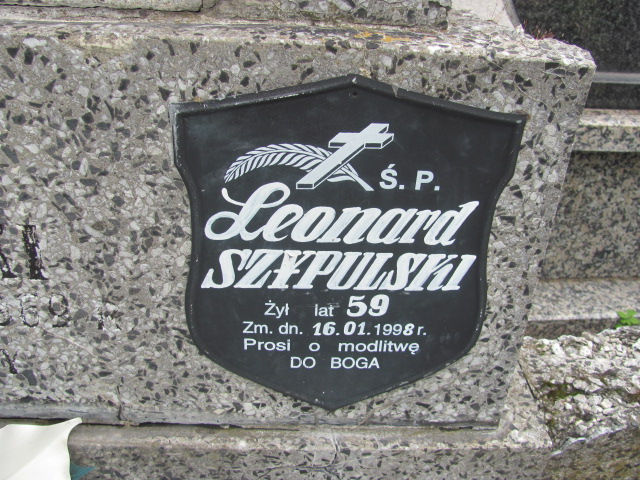 Ś. P.
Leonard
SZYPULSKI
Żył lat 59
Zm. dn. 16.01.1998 r.
Prosi o modlitwę
DO BOGA